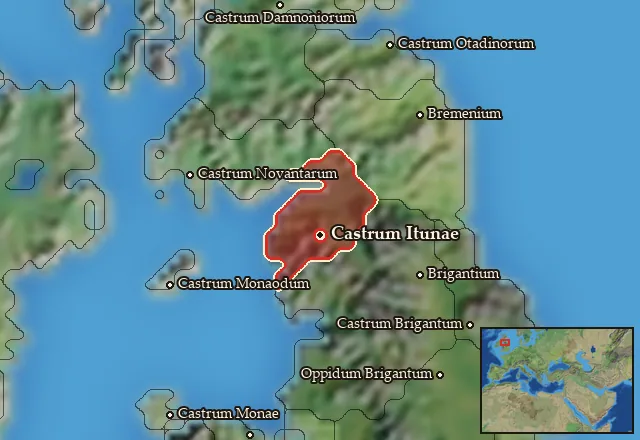 Castrum Damnoniorum
Castrum Otadinorum
Bremenium
Castrum Novantarum
Castrum Itunae
Brigantium
Castrum Monaodum
Castrum Brigantum
Oppidum Brigantum
Castrum Monae